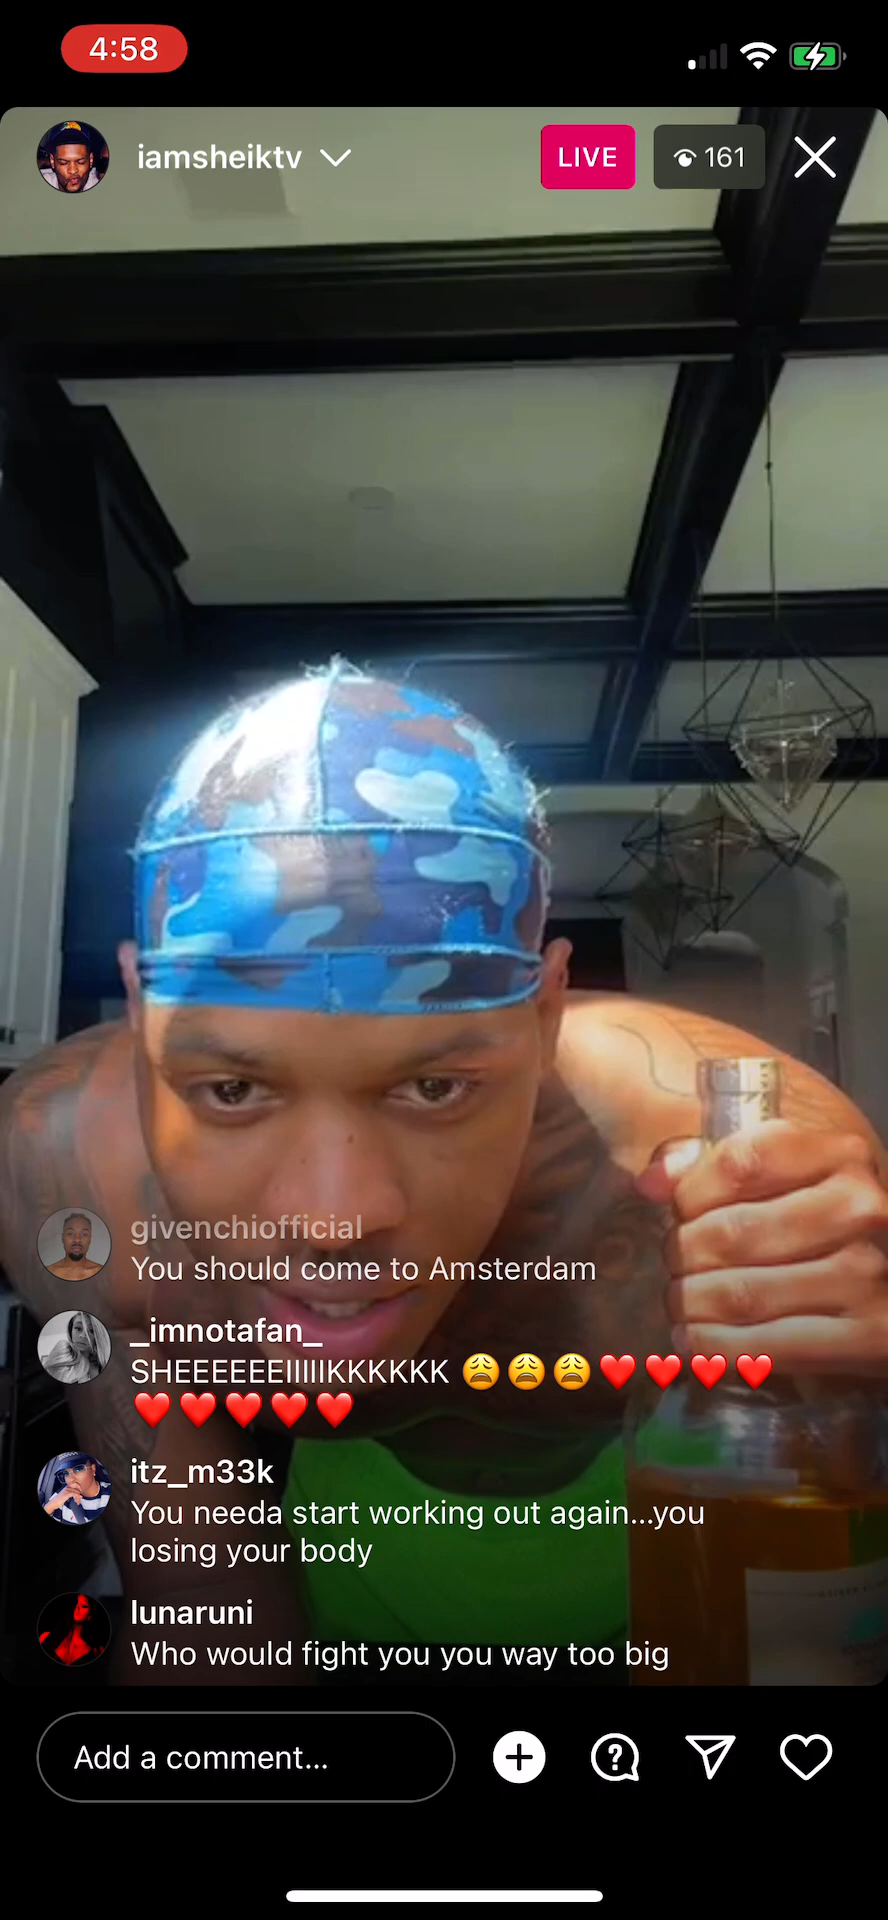 4:58
iamsheiktv
LIVE
161
givenchiofficial
You should come to Amsterdam
_imnotafan_
SHEEEEEEIIIIIKKKKKK 😩😩😩❤️❤️❤️❤️
❤️❤️❤️❤️❤️
itz_m33k
You needa start working out again...you
losing your body
lunaruni
Who would fight you you way too big
Add a comment...